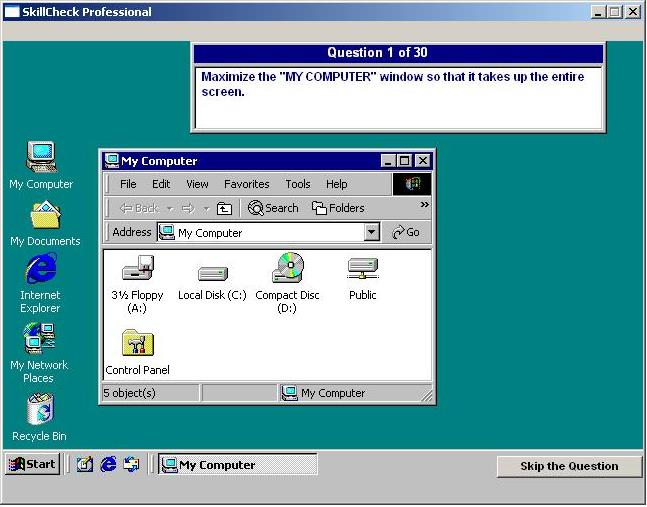 SkillCheck Professional
Question 1 of 30
Maximize the "MY COMPUTER" window so that it takes up the entire
screen.
My Computer
My Documents
Internet
Explorer
My Network
Places
Recycle Bin
My Computer
File Edit View Favorites Tools Help
Back Search Folders »
Address My Computer Go
3½ Floppy
(A:)
Local Disk (C:)
Compact Disc
(D:)
Public
Control Panel
5 object(s) My Computer
Start My Computer
Skip the Question